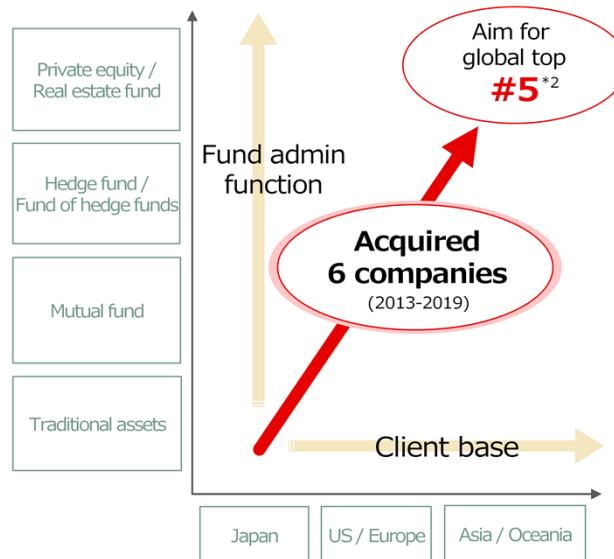 Private equity /
Real estate fund
Hedge fund /
Fund of hedge funds
Mutual fund
Traditional assets
Fund admin
function
Aim for
global top
#5*2
Acquired
6 companies
(2013-2019)
Client base
Japan
US / Europe
Asia / Oceania